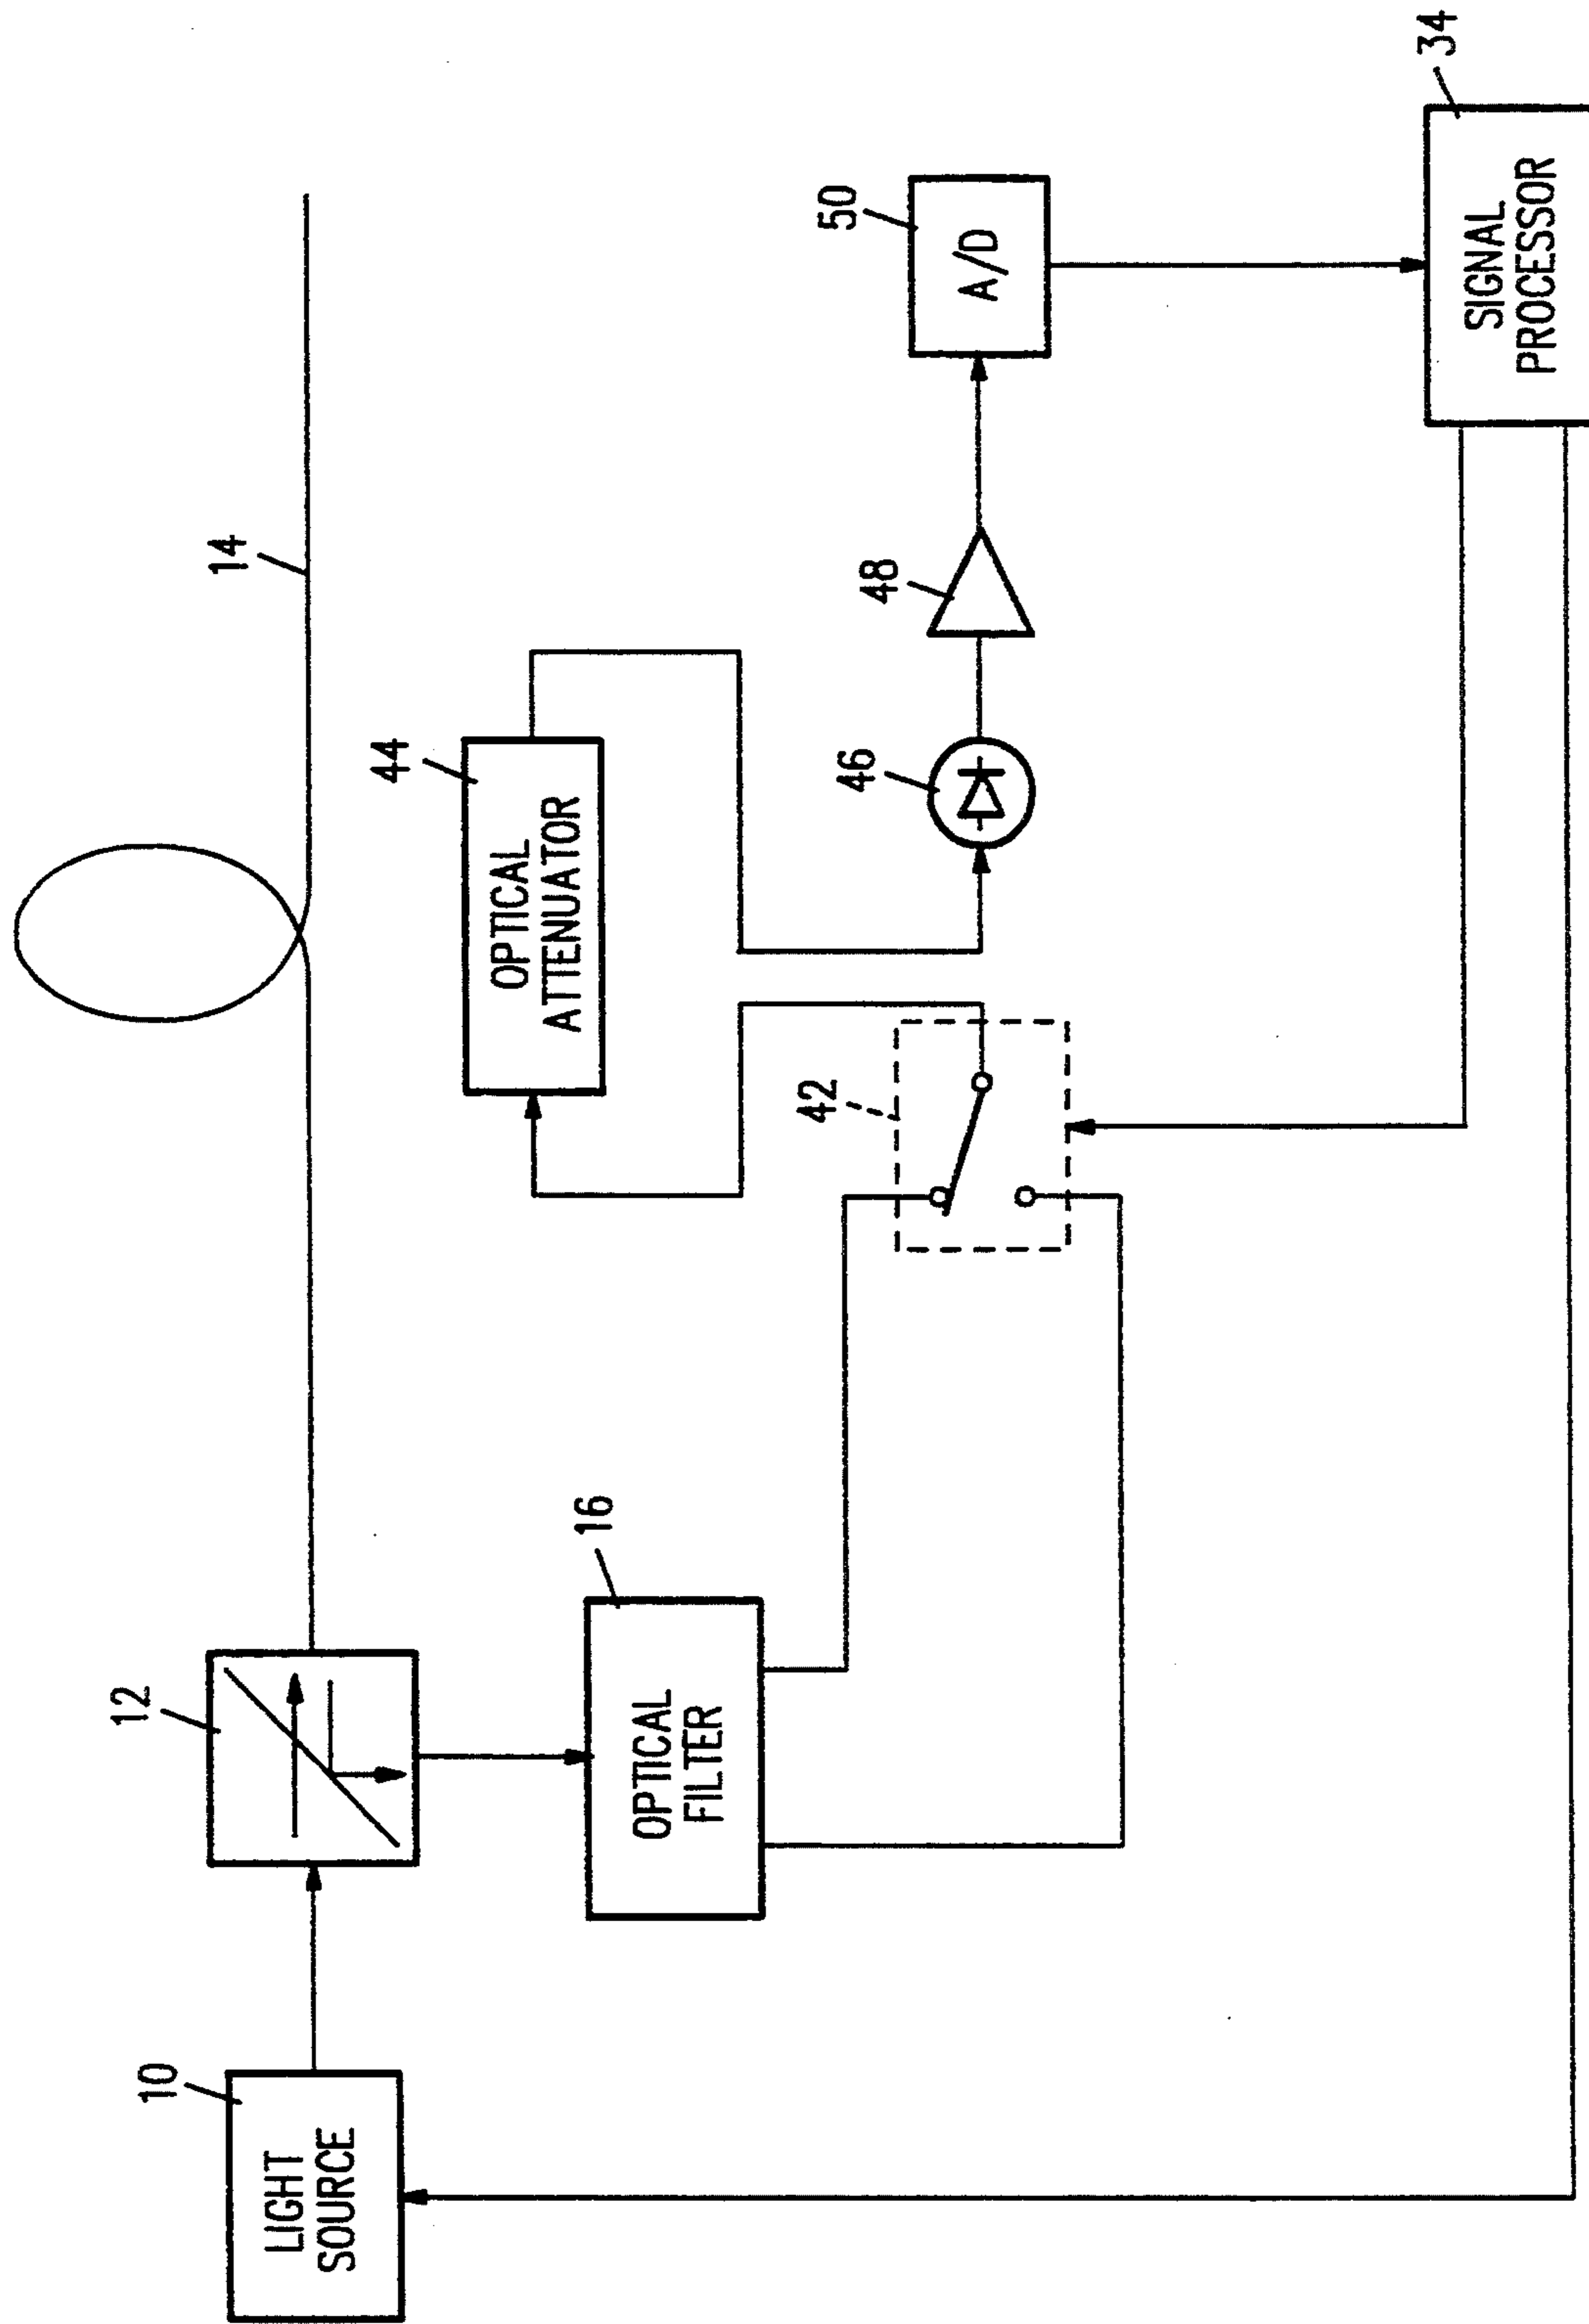 10
LIGHT
SOURCE
12
14
16
OPTICAL
FILTER
44
OPTICAL
ATTENUATOR
42
46
48
50
A/D
34
SIGNAL
PROCESSOR